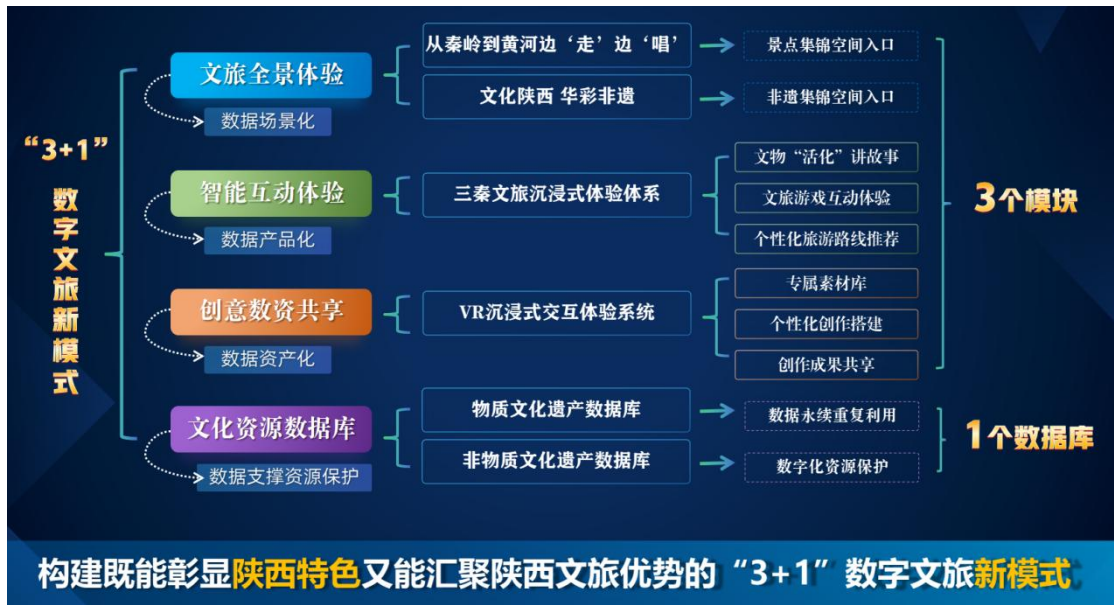 “3+1”
数字文旅新模式
文旅全景体验
数据场景化
从秦岭到黄河边‘走’边‘唱’
景点集锦空间入口
文化陕西 华彩非遗
非遗集锦空间入口
智能互动体验
数据产品化
三秦文旅沉浸式体验体系
文物“活化”讲故事
文旅游戏互动体验
个性化旅游路线推荐
创意数资共享
数据资产化
VR沉浸式交互体验系统
专属素材库
个性化创作搭建
创作成果共享
3个模块
文化资源数据库
数据支撑资源保护
物质文化遗产数据库
数据永续重复利用
非物质文化遗产数据库
数字化资源保护
1个数据库
构建既能彰显陕西特色又能汇聚陕西文旅优势的“3+1”数字文旅新模式